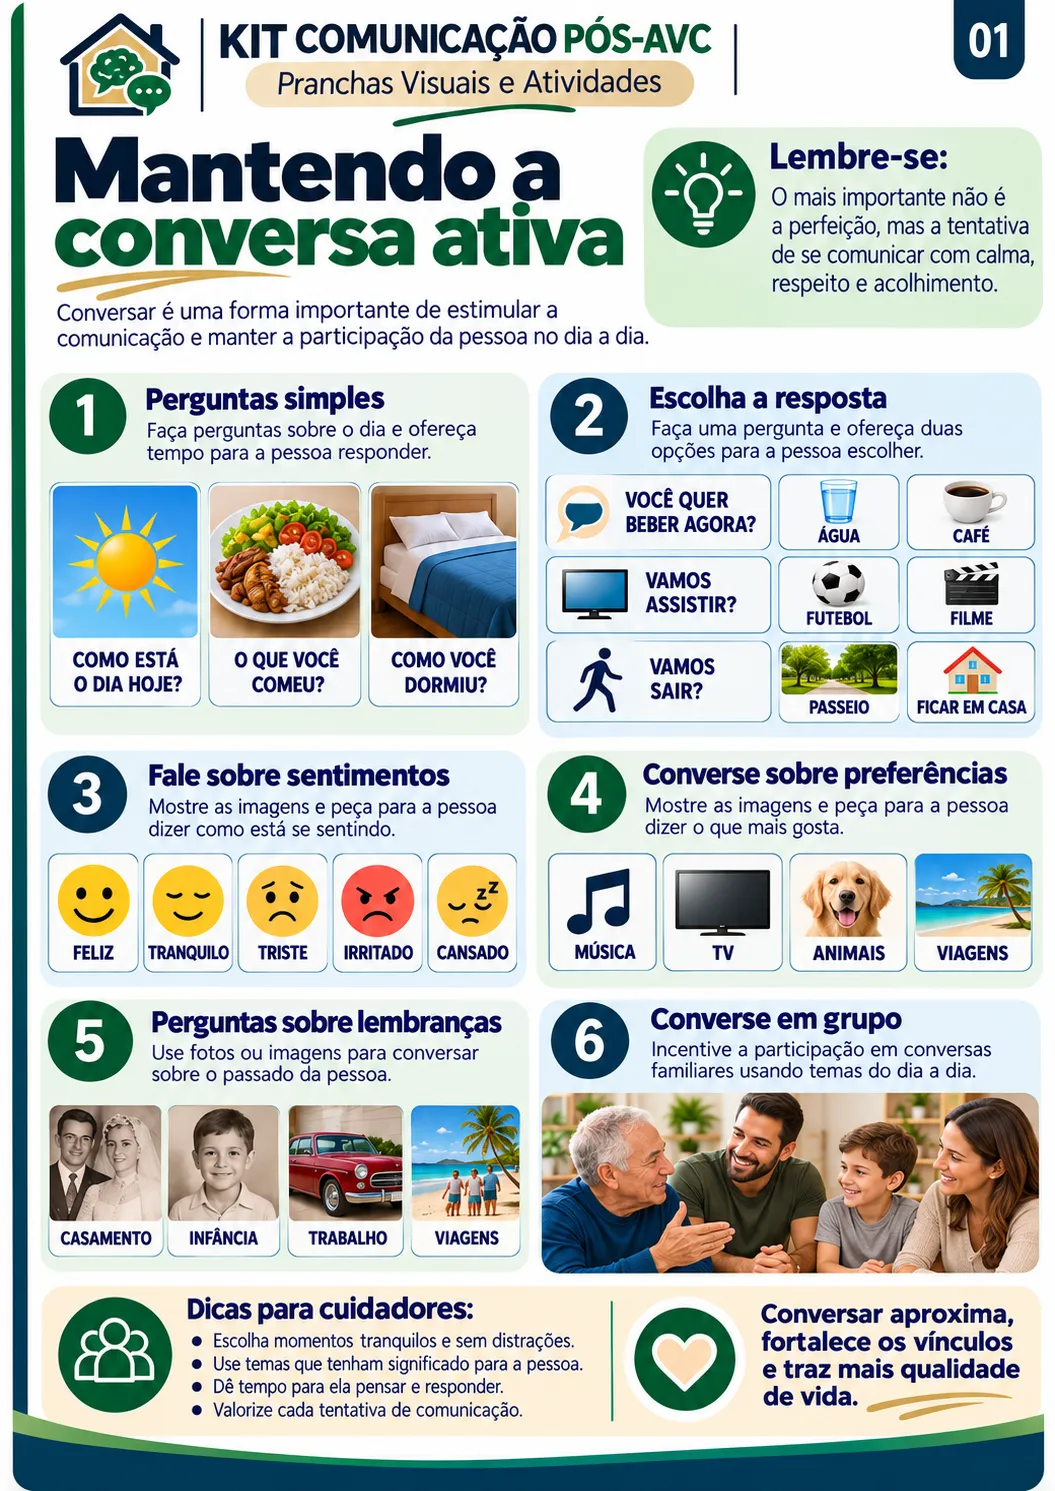 KIT COMUNICAÇÃO PÓS-AVC
Pranchas Visuais e Atividades
01
Mantendo a
conversa ativa
Conversar é uma forma importante de estimular a
comunicação e manter a participação da pessoa no dia a dia.
Lembre-se:
O mais importante não é
a perfeição, mas a tentativa
de se comunicar com calma,
respeito e acolhimento.
1
Perguntas simples
Faça perguntas sobre o dia e ofereça
tempo para a pessoa responder.
COMO ESTÁ
O DIA HOJE?
O QUE VOCÊ
COMEU?
COMO VOCÊ
DORMIU?
2
Escolha a resposta
Faça uma pergunta e ofereça duas
opções para a pessoa escolher.
VOCÊ QUER
BEBER AGORA?
ÁGUA
CAFÉ
VAMOS
ASSISTIR?
FUTEBOL
FILME
VAMOS
SAIR?
PASSEIO
FICAR EM CASA
3
Fale sobre sentimentos
Mostre as imagens e peça para a pessoa
dizer como está se sentindo.
FELIZ
TRANQUILO
TRISTE
IRRITADO
zzz
CANSADO
4
Converse sobre preferências
Mostre as imagens e peça para a pessoa
dizer o que mais gosta.
MÚSICA
TV
ANIMAIS
VIAGENS
5
Perguntas sobre lembranças
Use fotos ou imagens para conversar
sobre o passado da pessoa.
CASAMENTO
INFÂNCIA
TRABALHO
VIAGENS
6
Converse em grupo
Incentive a participação em conversas
familiares usando temas do dia a dia.
Dicas para cuidadores:
• Escolha momentos tranquilos e sem distrações.
• Use temas que tenham significado para a pessoa.
• Dê tempo para ela pensar e responder.
• Valorize cada tentativa de comunicação.
Conversar aproxima,
fortalece os vínculos
e traz mais qualidade
de vida.